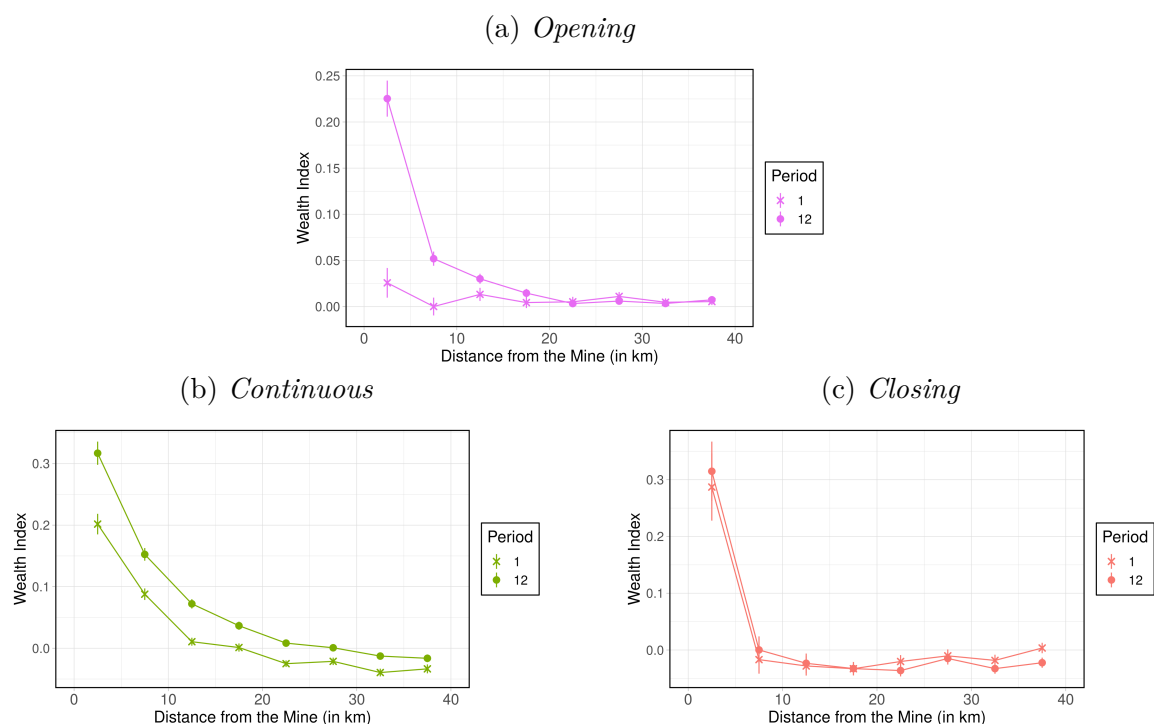 (a) Opening
0.25
0.20
0.15
0.10
0.05
0.00
Wealth Index
0 10 20 30 40
Distance from the Mine (in km)
Period
1
12
(b) Continuous
0.3
0.2
0.1
0.0
Wealth Index
0 10 20 30 40
Distance from the Mine (in km)
Period
1
12
(c) Closing
0.3
0.2
0.1
0.0
Wealth Index
0 10 20 30 40
Distance from the Mine (in km)
Period
1
12